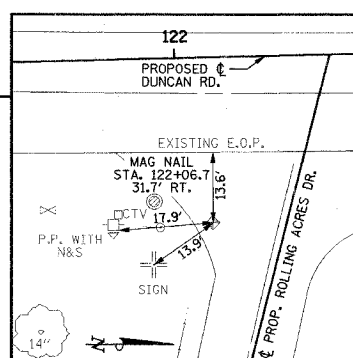 122
PROPOSED ℄
DUNCAN RD.
EXISTING E.O.P.
MAG NAIL
STA. 122+06.7
31.7' RT.
13.6'
CTV
17.9'
P.P. WITH
N&S
13.9'
SIGN
℄ PROP. ROLLING ACRES DR.
14"
N